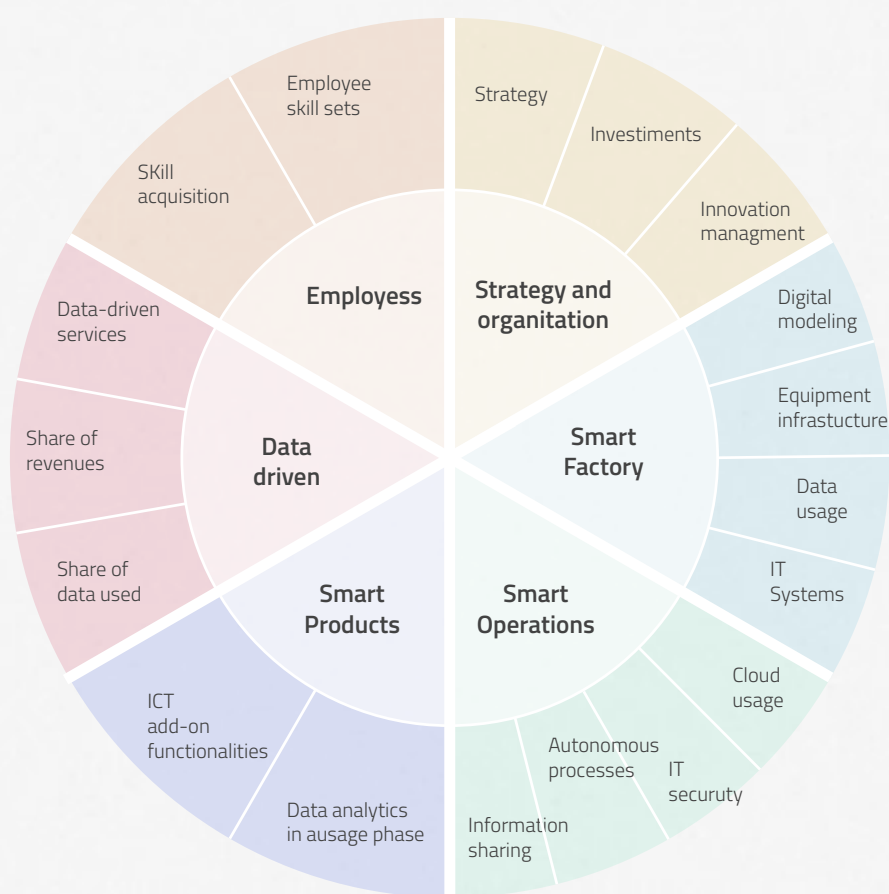 Employee
skill sets
Strategy
Investiments
SKill
acquisition
Innovation
managment
Employess
Strategy and
organitation
Data-driven
services
Digital
modeling
Equipment
infrastucture
Share of
revenues
Data
driven
Smart
Factory
Data
usage
Share of
data used
IT
Systems
Smart
Products
Smart
Operations
Cloud
usage
ICT
add-on
functionalities
Autonomous
processes
IT
securuty
Data analytics
in ausage phase
Information
sharing